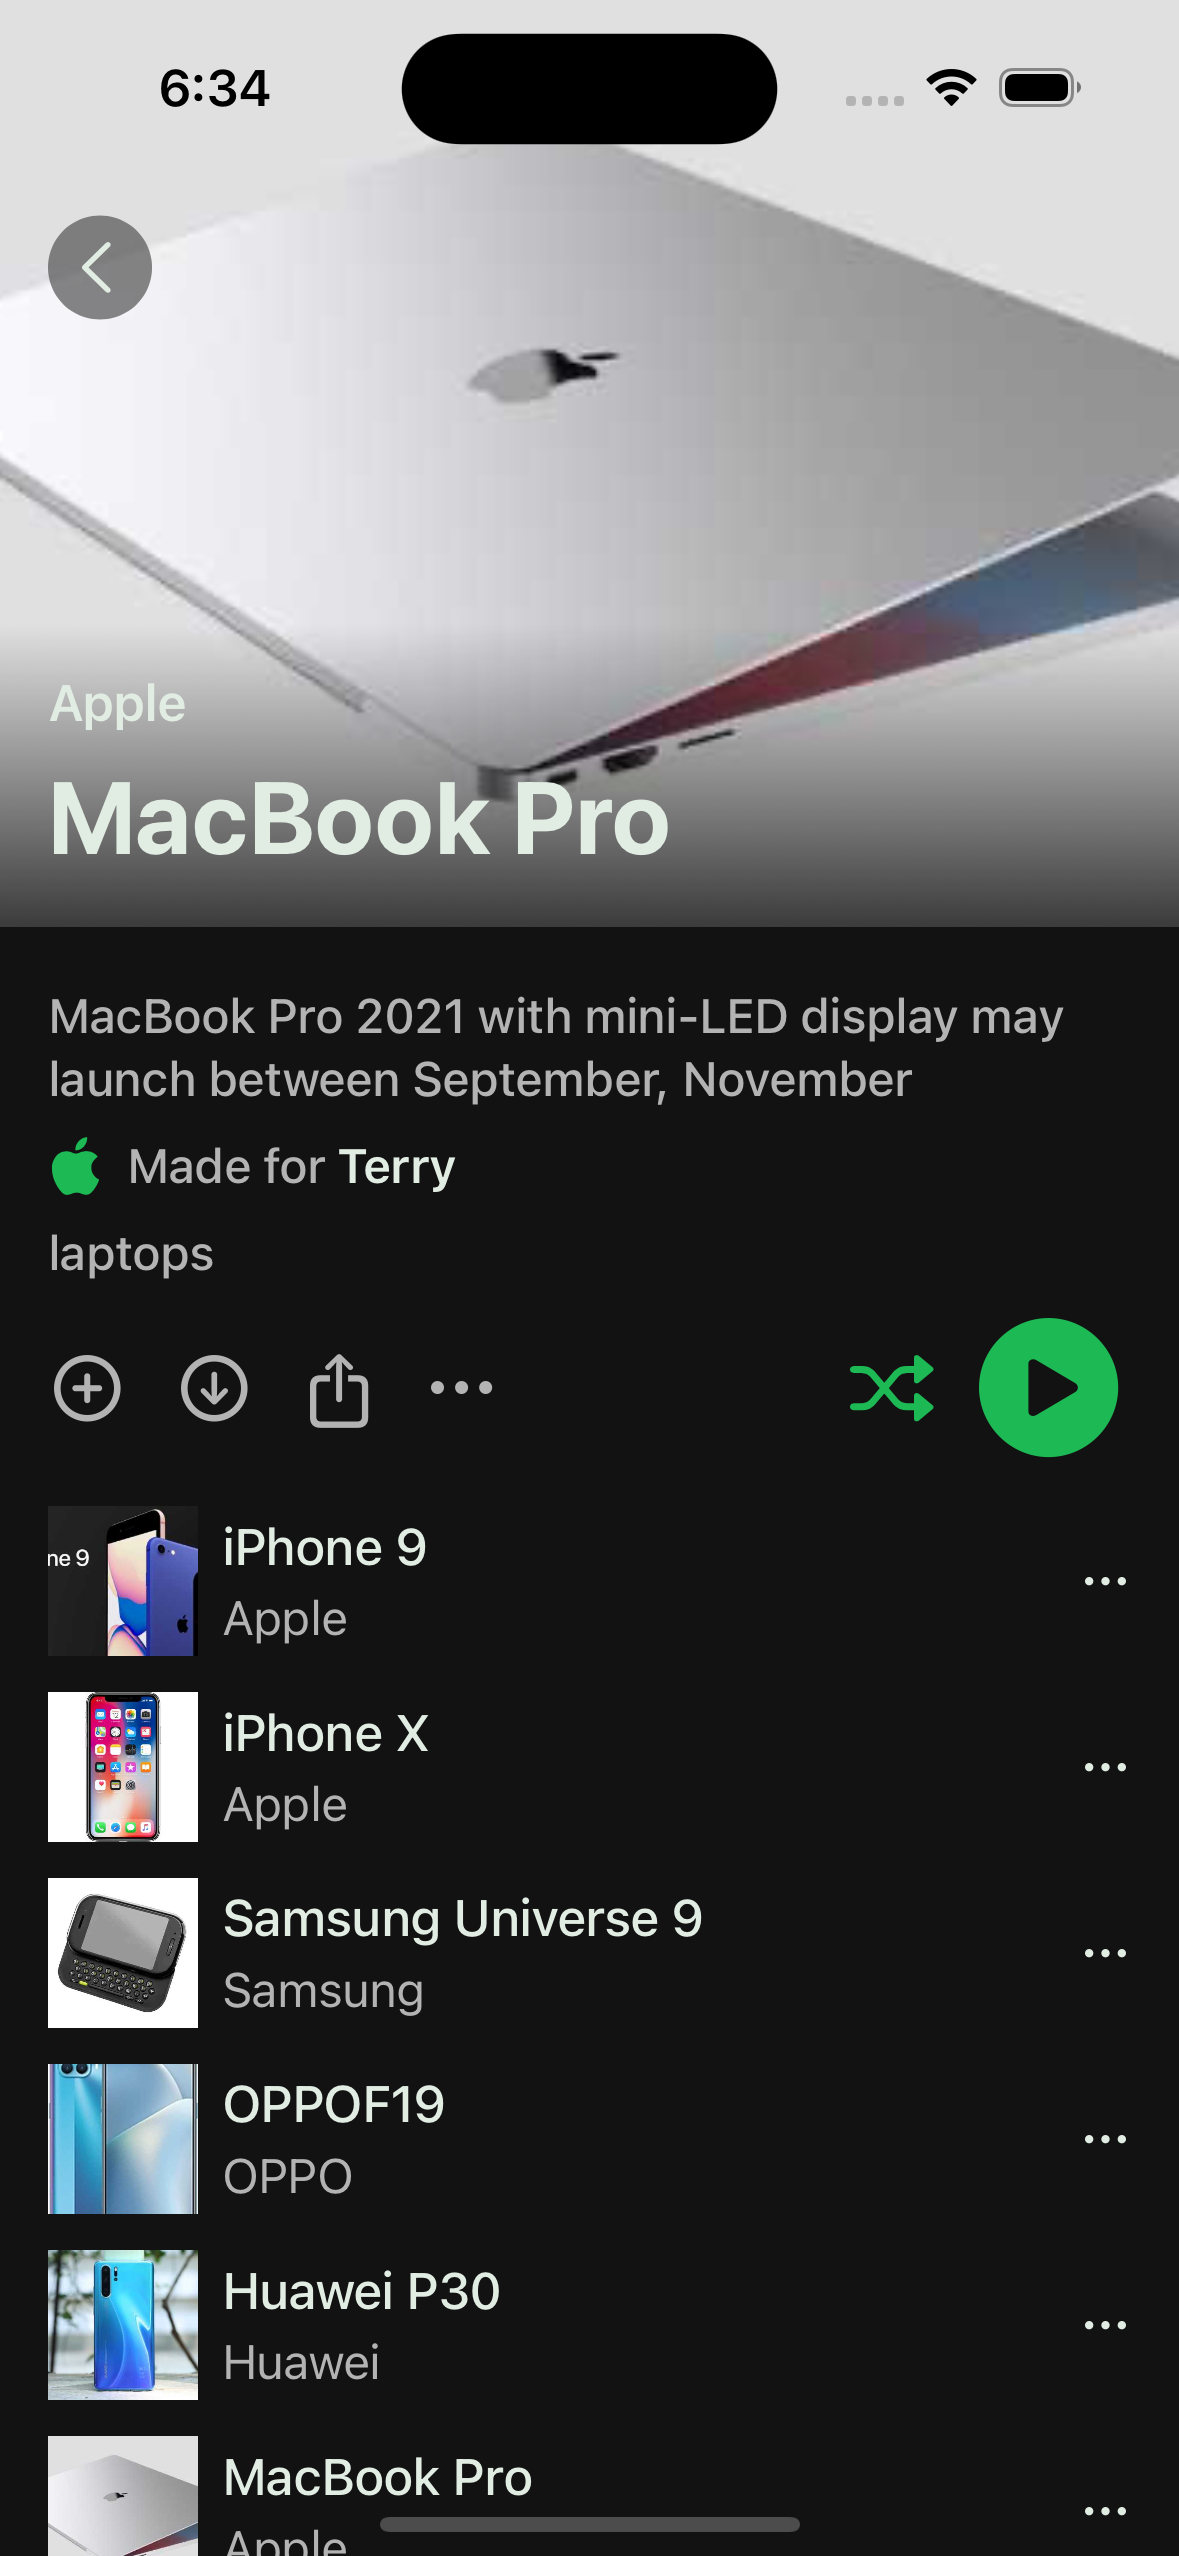 6:34
Apple
MacBook Pro
MacBook Pro 2021 with mini-LED display may
launch between September, November
Made for Terry
laptops
ne 9
iPhone 9
Apple
iPhone X
Apple
Samsung Universe 9
Samsung
OPPOF19
OPPO
Huawei P30
Huawei
MacBook Pro
Apple